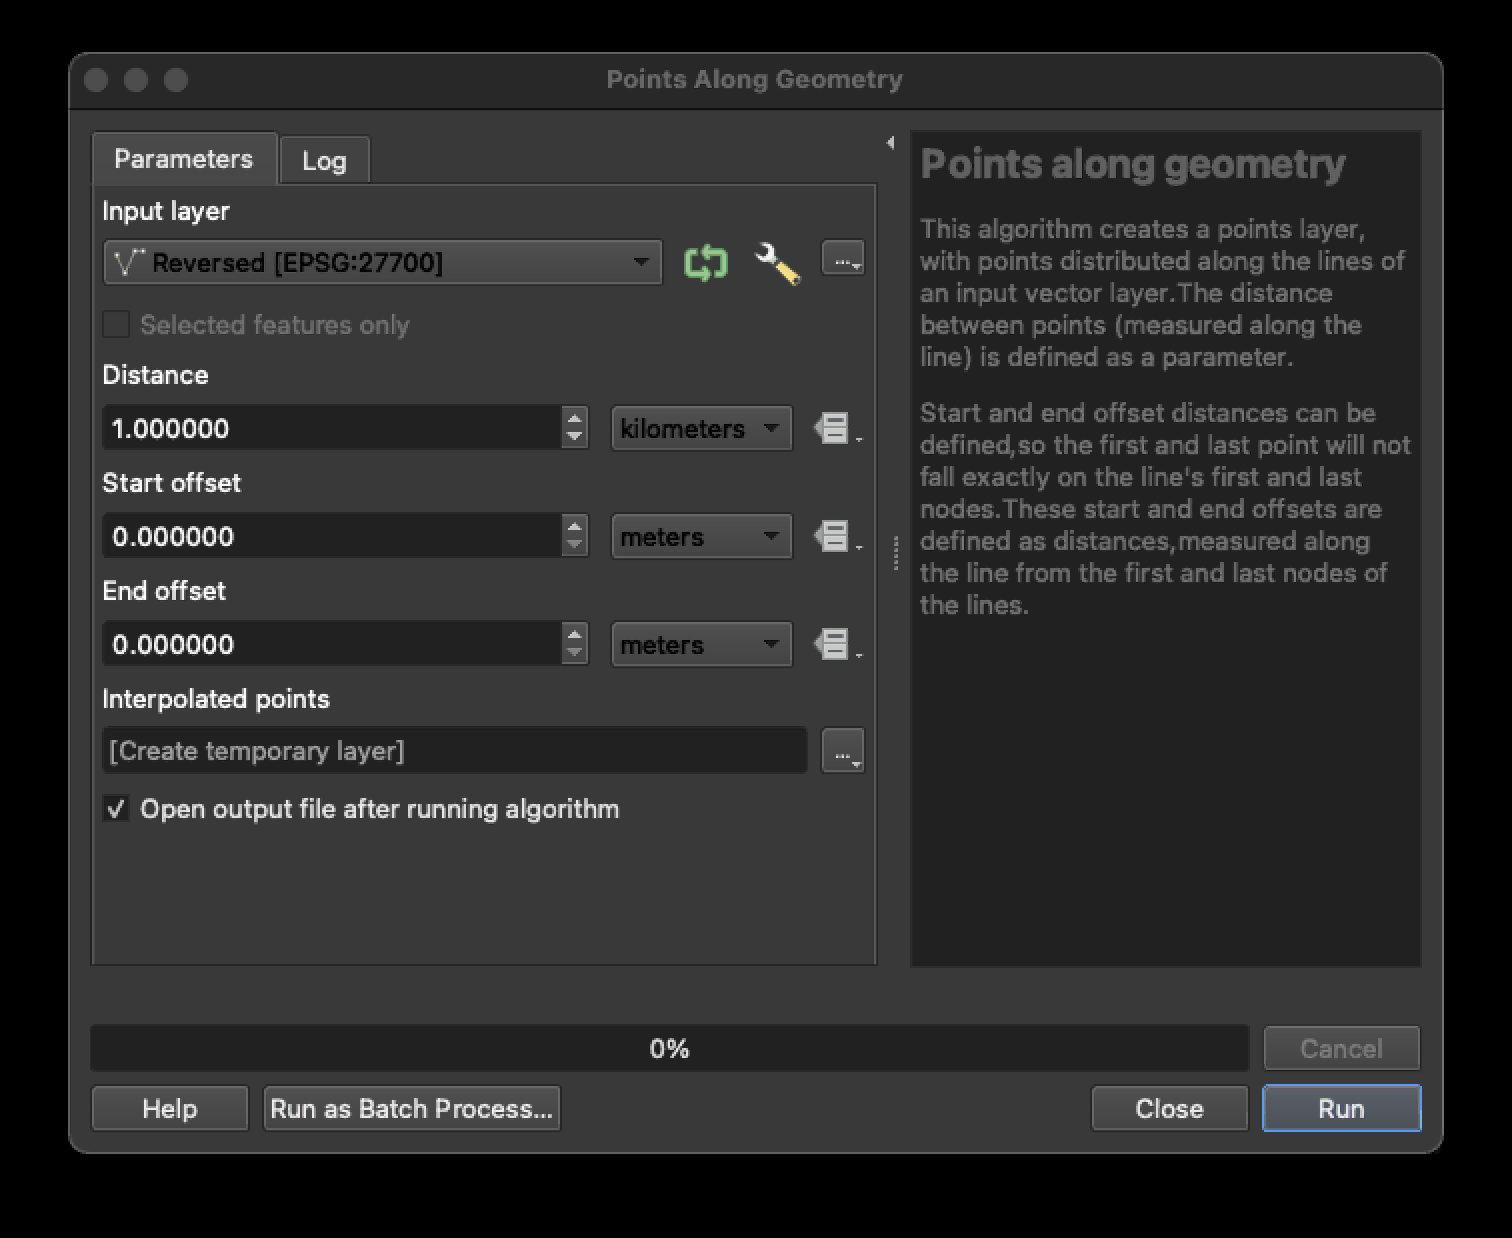 Points Along Geometry
Parameters
Log
Input layer
Reversed [EPSG:27700]
...
Selected features only
Distance
1.000000
kilometers
Start offset
0.000000
meters
End offset
0.000000
meters
Interpolated points
[Create temporary layer]
...
Open output file after running algorithm
Points along geometry
This algorithm creates a points layer,
with points distributed along the lines of
an input vector layer.The distance
between points (measured along the
line) is defined as a parameter.
Start and end offset distances can be
defined,so the first and last point will not
fall exactly on the line's first and last
nodes.These start and end offsets are
defined as distances,measured along
the line from the first and last nodes of
the lines.
0%
Cancel
Help
Run as Batch Process...
Close
Run